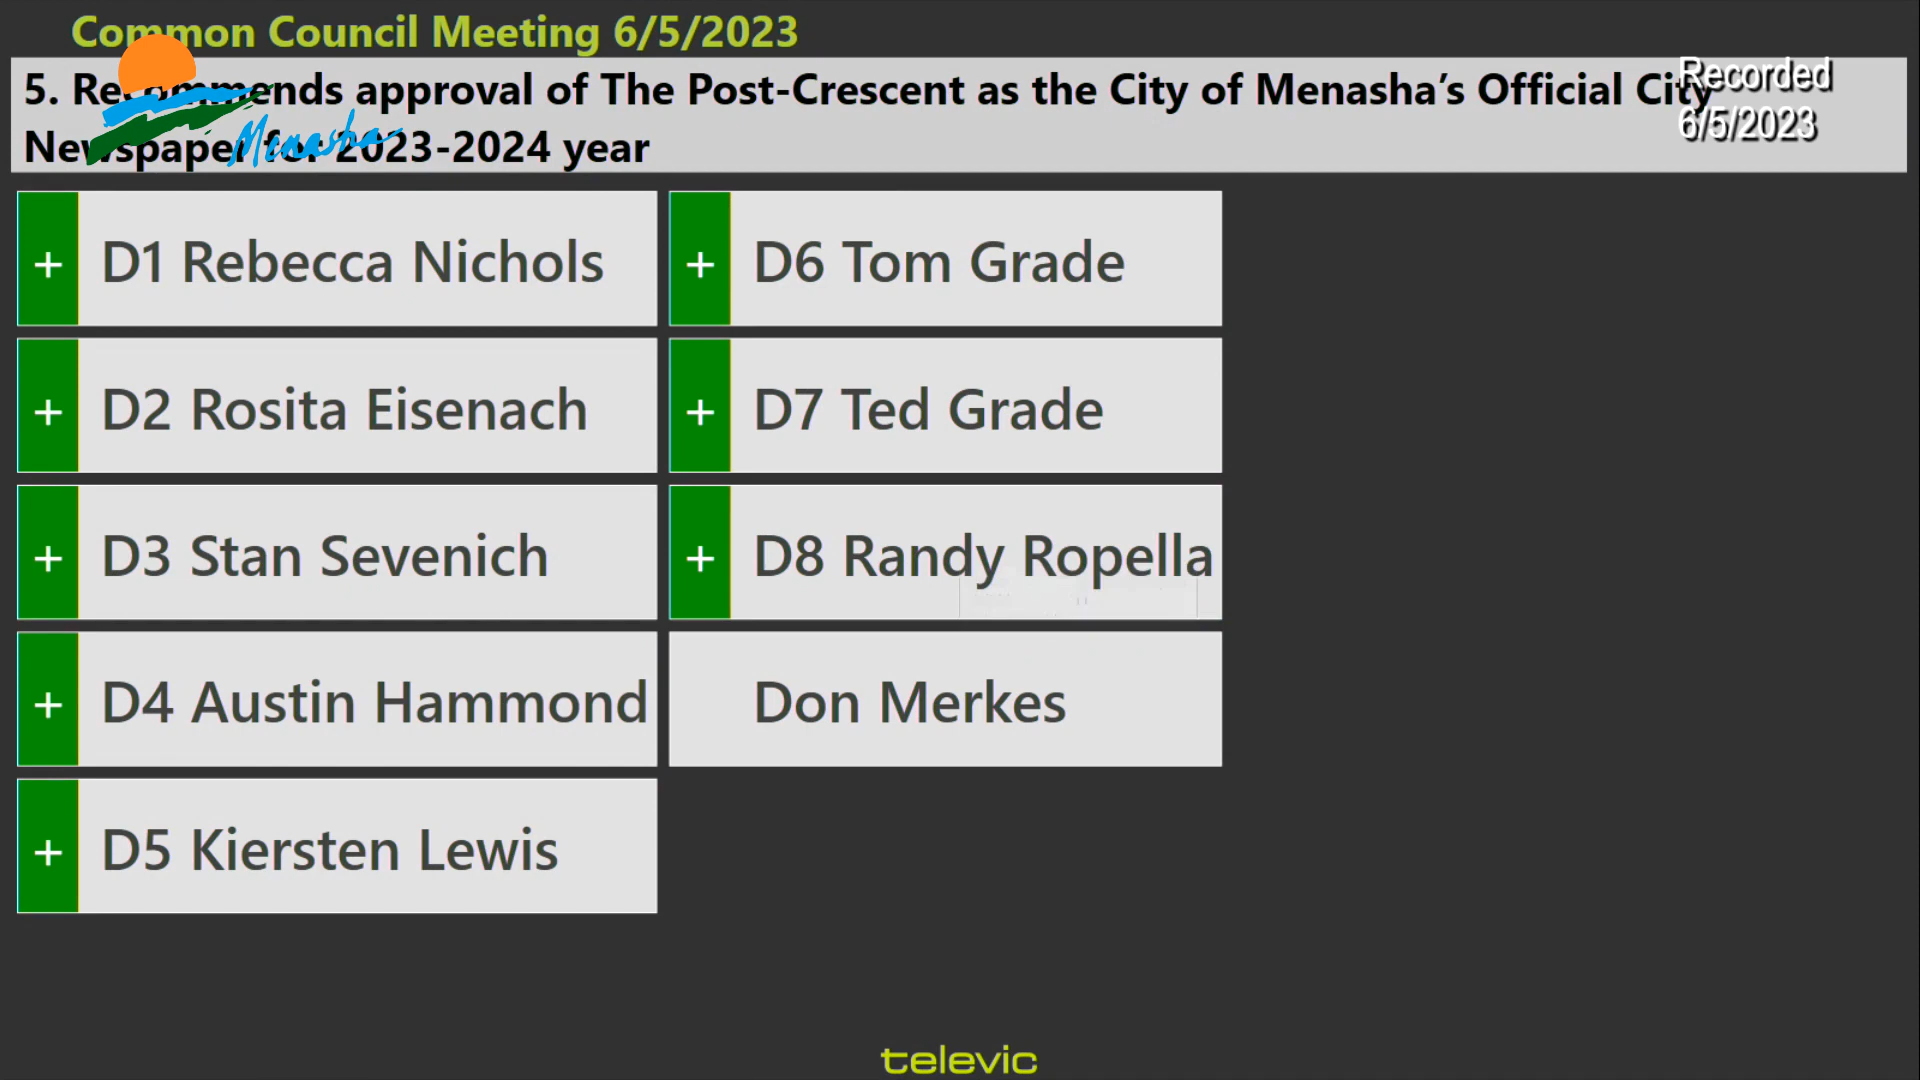 Common Council Meeting 6/5/2023
5. Recommends approval of The Post-Crescent as the City of Menasha’s Official City
Newspaper for 2023-2024 year
Menasha
Recorded
6/5/2023
+ D1 Rebecca Nichols
+ D2 Rosita Eisenach
+ D3 Stan Sevenich
+ D4 Austin Hammond
+ D5 Kiersten Lewis
+ D6 Tom Grade
+ D7 Ted Grade
+ D8 Randy Ropella
Don Merkes
televic